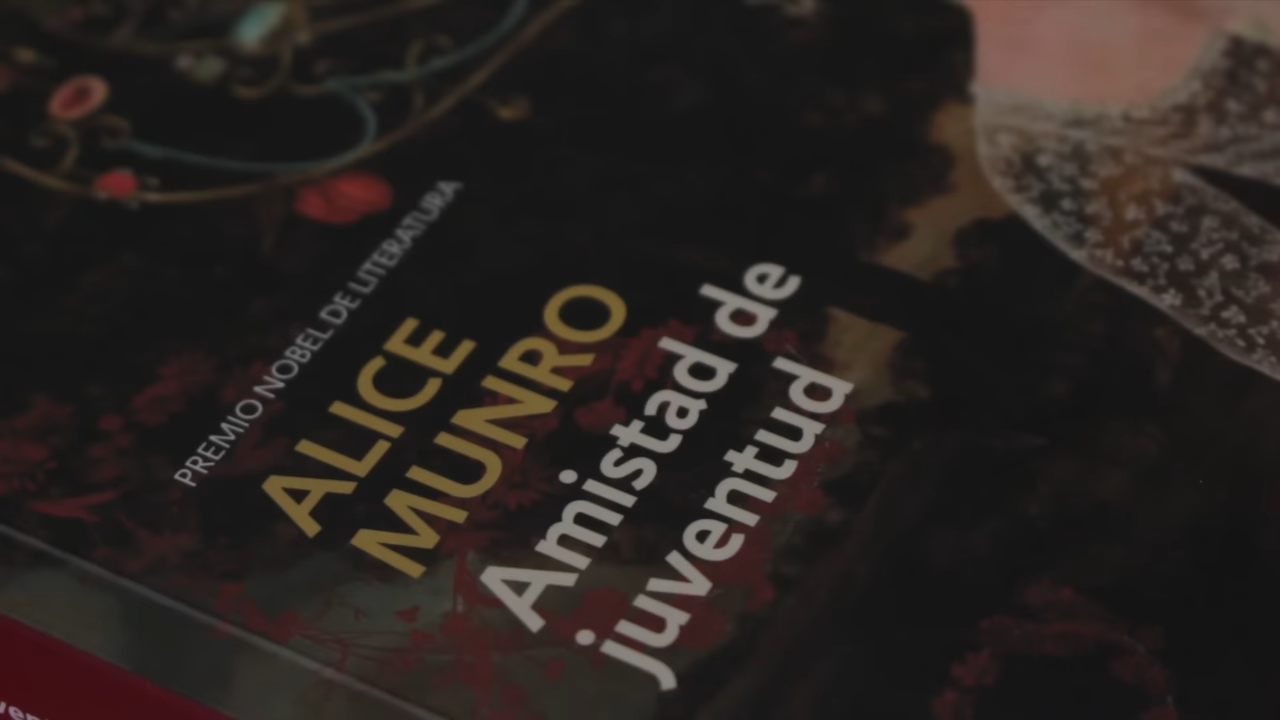 PREMIO NOBEL DE LITERATURA
ALICE
MUNRO
Amistad de
juventud